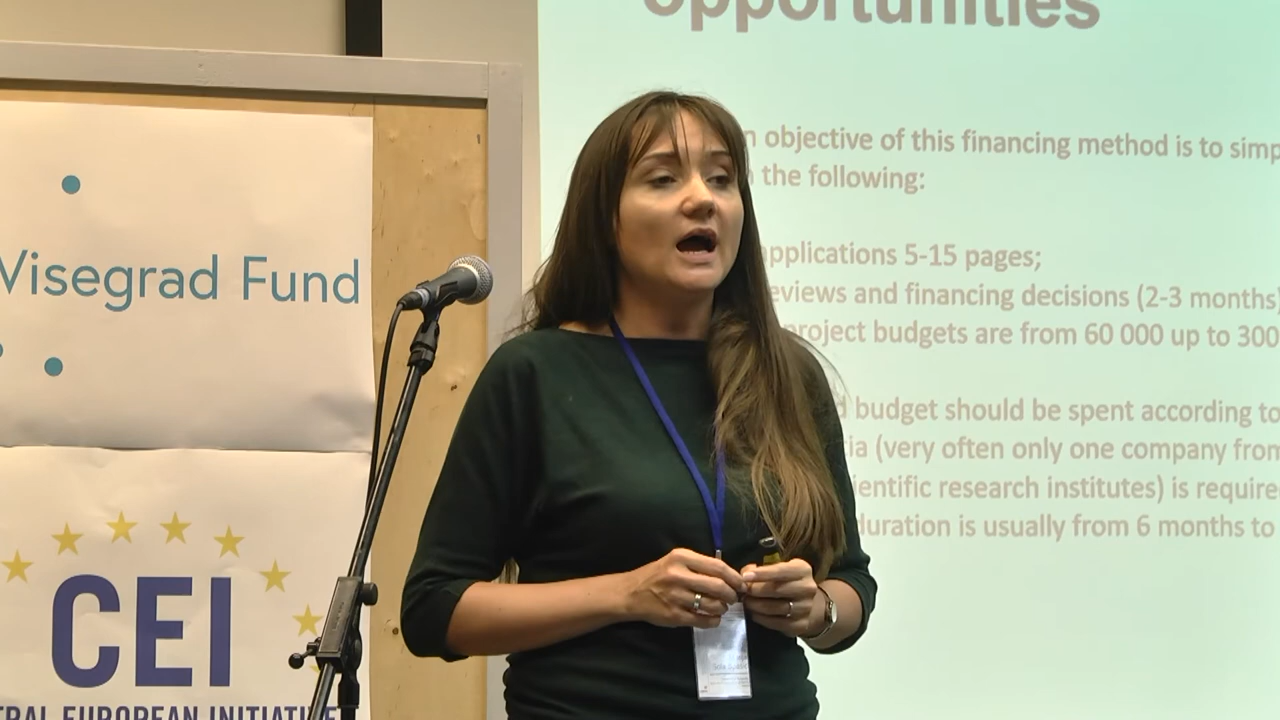 Visegrad Fund
CEI
TRAL EUROPEAN INITIATIVE
opportunities
n objective of this financing method is to simp
the following:
applications 5-15 pages;
eviews and financing decisions (2-3 months)
project budgets are from 60 000 up to 300
d budget should be spent according to
ia (very often only one company from
ientific research institutes) is require
duration is usually from 6 months to